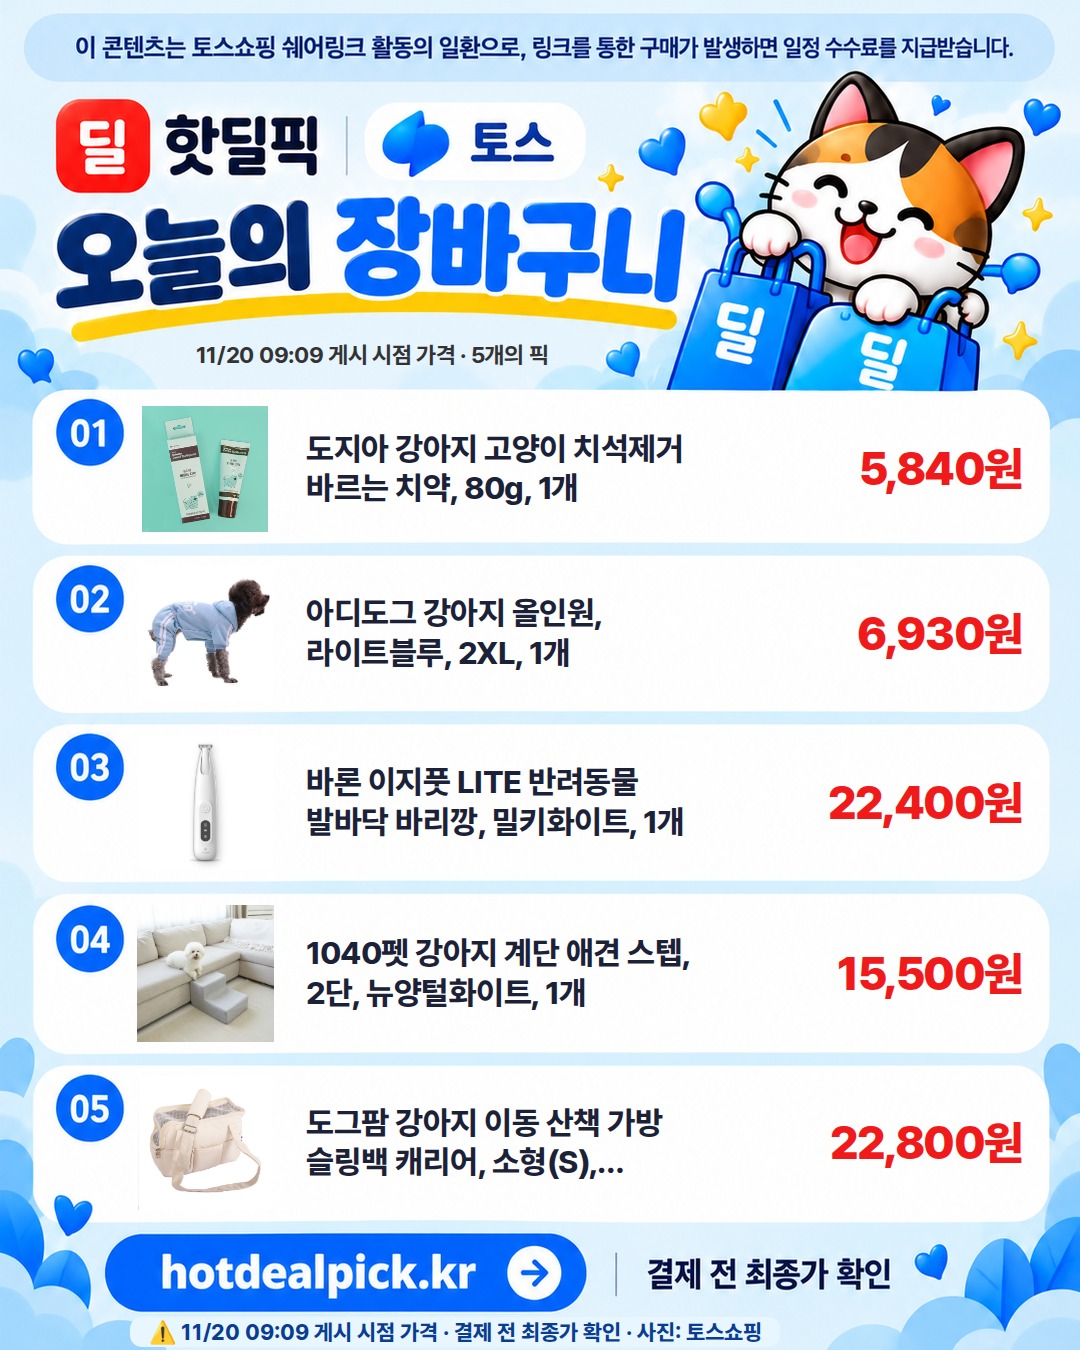 이 콘텐츠는 토스쇼핑 쉐어링크 활동의 일환으로, 링크를 통한 구매가 발생하면 일정 수수료를 지급받습니다.
딜 핫딜픽 토스
오늘의 장바구니
딜 딜
11/20 09:09 게시 시점 가격 · 5개의 픽
01
도지아 강아지 고양이 치석제거
바르는 치약, 80g, 1개
5,840원
02
아디도그 강아지 올인원,
라이트블루, 2XL, 1개
6,930원
03
바론 이지풋 LITE 반려동물
발바닥 바리깡, 밀키화이트, 1개
22,400원
04
1040펫 강아지 계단 애견 스텝,
2단, 뉴양털화이트, 1개
15,500원
05
도그팜 강아지 이동 산책 가방
슬링백 캐리어, 소형(S),...
22,800원
hotdealpick.kr → 결제 전 최종가 확인
⚠️ 11/20 09:09 게시 시점 가격 · 결제 전 최종가 확인 · 사진: 토스쇼핑